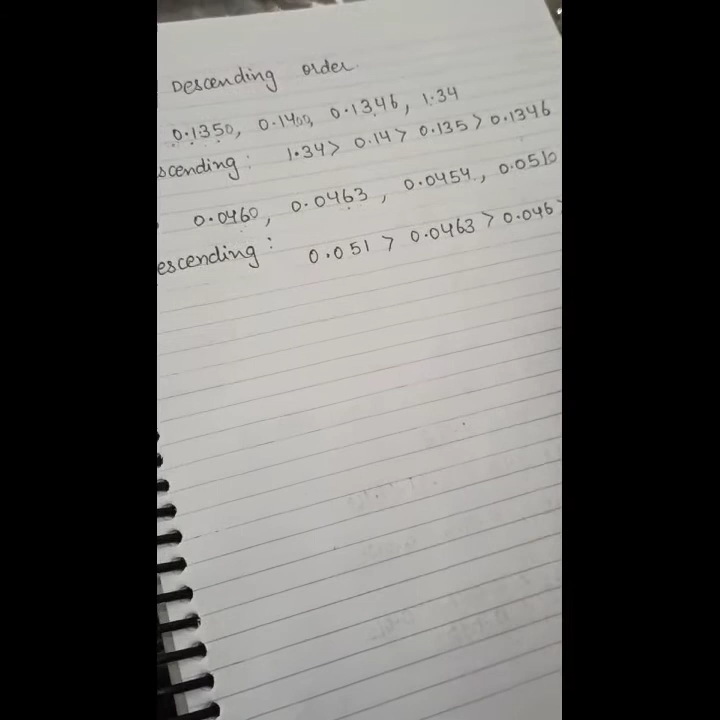 Descending order
0.1350, 0.1400, 0.1346, 1.34
scending: 1.34 > 0.14 > 0.135 > 0.1346
0.0460, 0.0463, 0.0454, 0.0510
escending: 0.051 > 0.0463 > 0.046 >